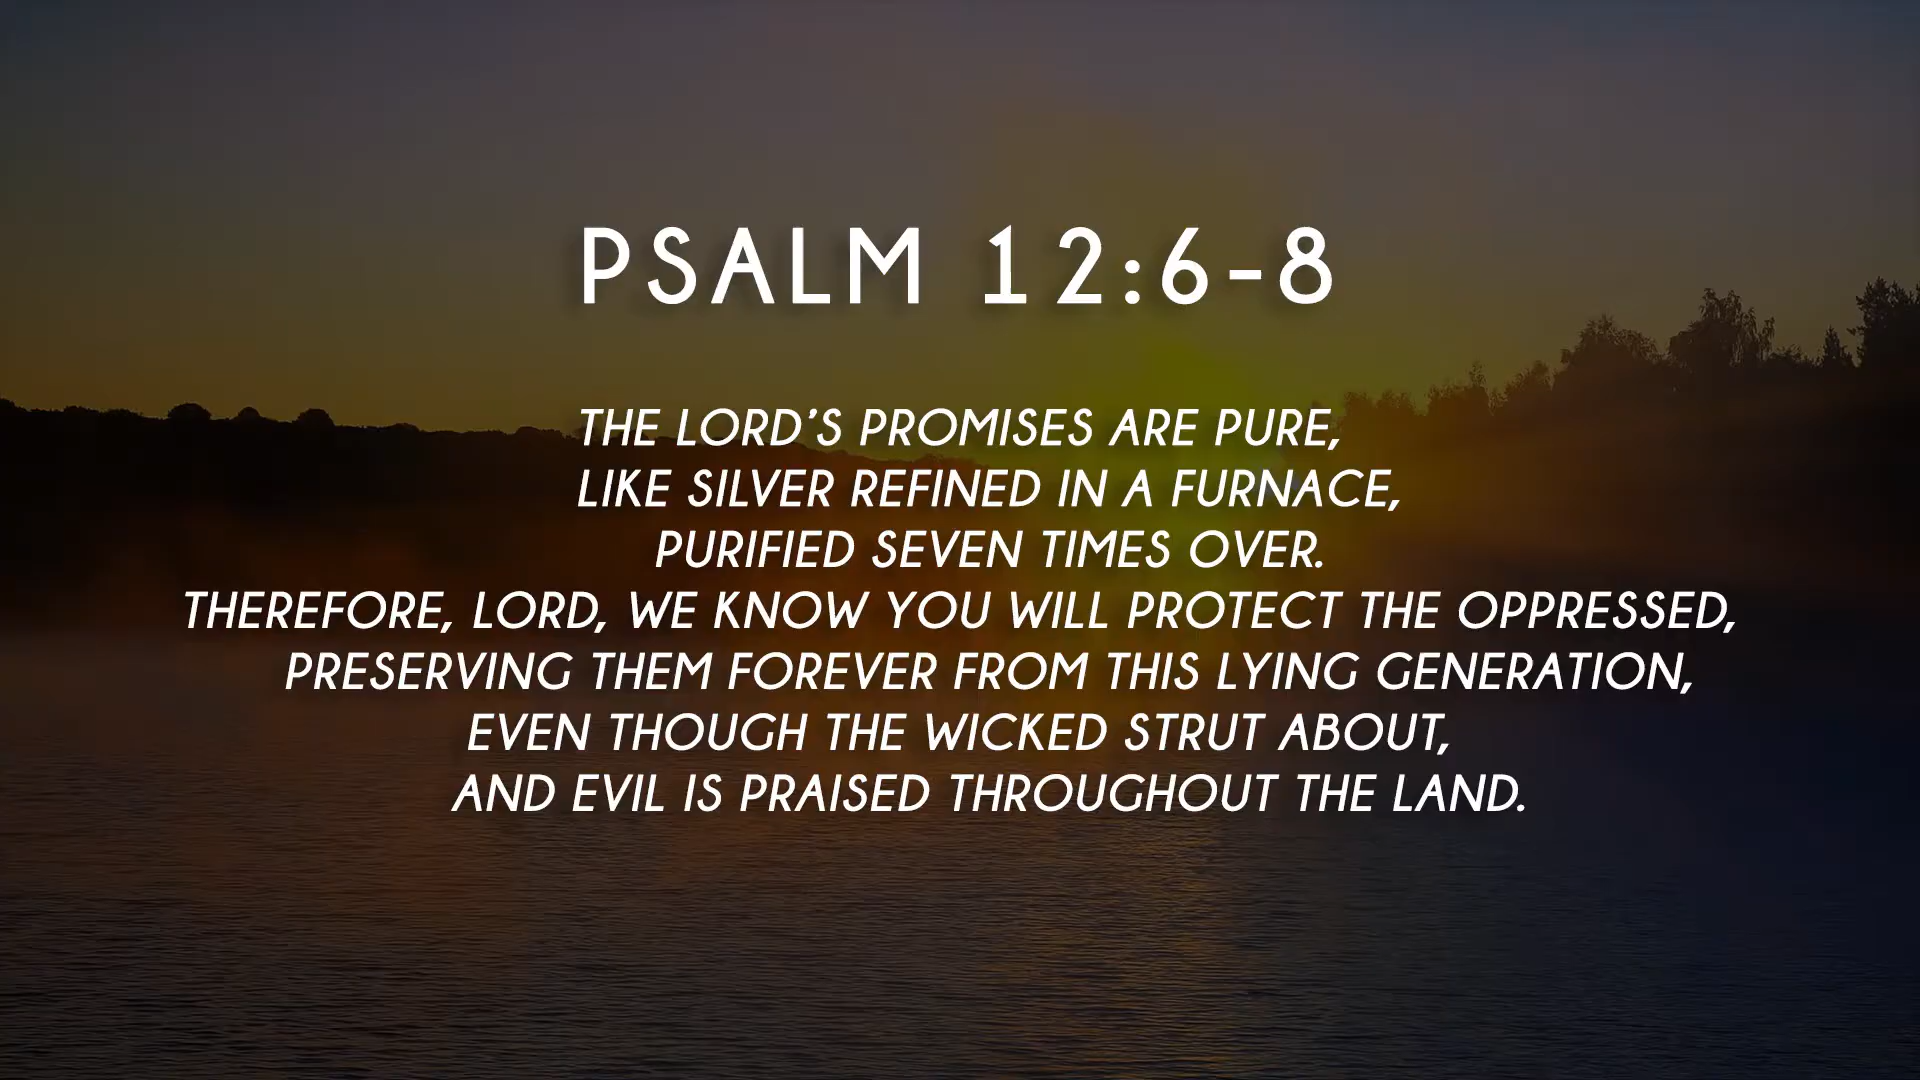 PSALM 12:6-8
THE LORD’S PROMISES ARE PURE,
LIKE SILVER REFINED IN A FURNACE,
PURIFIED SEVEN TIMES OVER.
THEREFORE, LORD, WE KNOW YOU WILL PROTECT THE OPPRESSED,
PRESERVING THEM FOREVER FROM THIS LYING GENERATION,
EVEN THOUGH THE WICKED STRUT ABOUT,
AND EVIL IS PRAISED THROUGHOUT THE LAND.